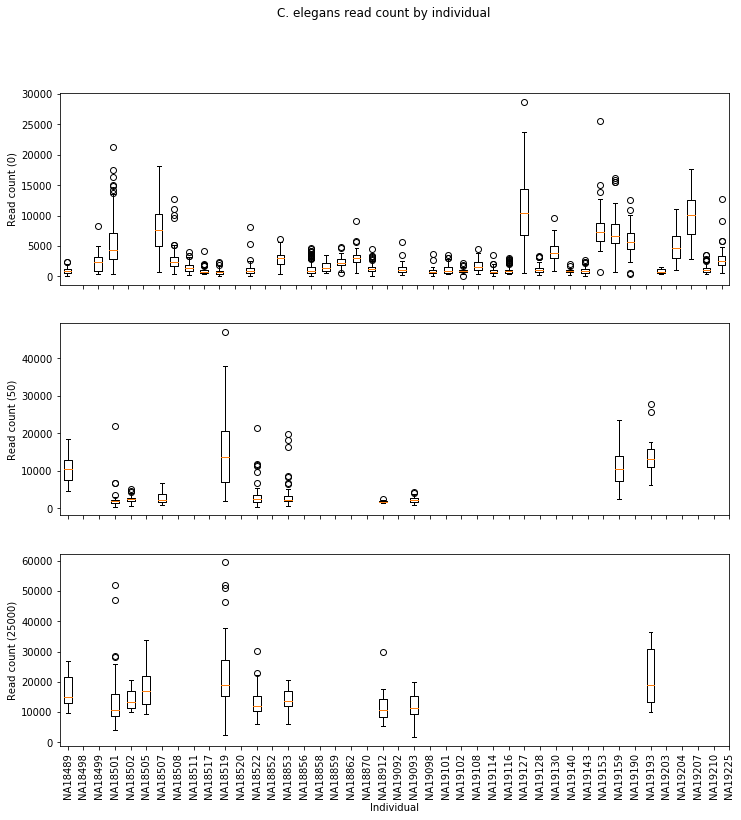 C. elegans read count by individual
30000
25000
20000
15000
10000
5000
0
Read count (0)
40000
30000
20000
10000
0
Read count (50)
60000
50000
40000
30000
20000
10000
0
Read count (25000)
NA18489
NA18498
NA18499
NA18501
NA18502
NA18505
NA18507
NA18508
NA18511
NA18517
NA18519
NA18520
NA18522
NA18852
NA18853
NA18856
NA18858
NA18859
NA18862
NA18870
NA18912
NA19092
NA19093
NA19098
NA19101
NA19102
NA19108
NA19114
NA19116
NA19127
NA19128
NA19130
NA19140
NA19143
NA19153
NA19159
NA19190
NA19193
NA19203
NA19204
NA19207
NA19210
NA19225
Individual